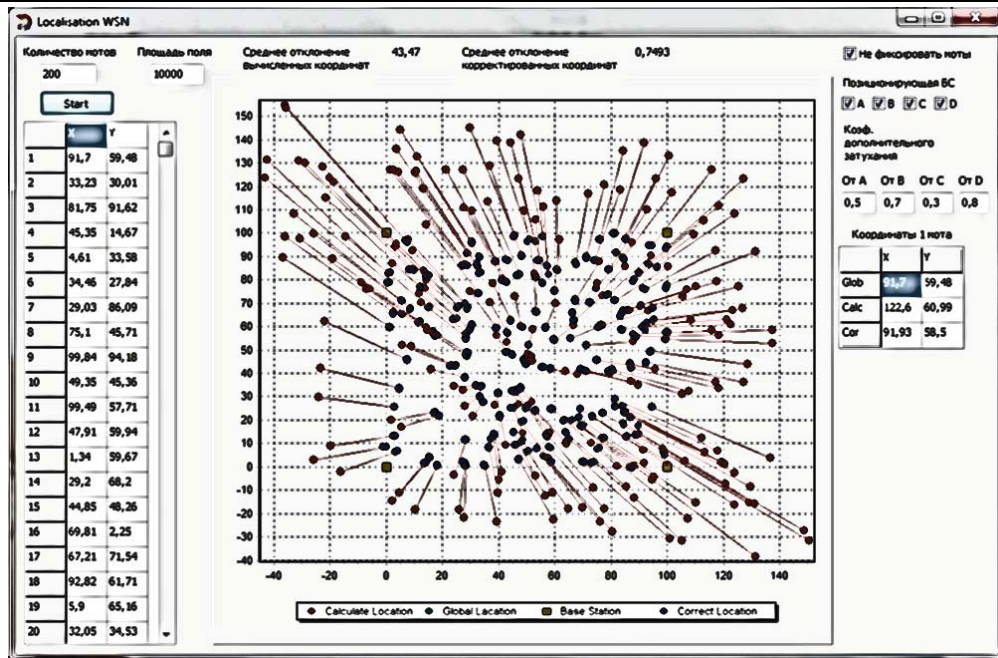 Localisation WSN
Количество мотов
200
Площадь поля
10000
Start
Среднее отклонение вычисленных координат
43,47
Среднее отклонение корректированных координат
0,7493
Не фиксировать моты
Позиционирующая БС
A B C D
Коэф.
дополнительного
затухания
От A От B От C От D
0,5 0,7 0,3 0,8
Координаты 1 мота
X Y
Glob 91,7 59,48
Calc 122,6 60,99
Cor 91,93 58,5
X Y
1 91,7 59,48
2 33,23 30,01
3 81,75 91,62
4 45,35 14,67
5 4,61 33,58
6 34,46 27,84
7 29,03 86,09
8 75,1 45,71
9 99,84 94,18
10 49,35 45,36
11 99,49 57,71
12 47,91 59,94
13 1,34 59,67
14 29,2 68,2
15 44,85 48,26
16 69,81 2,25
17 67,21 71,54
18 92,82 61,71
19 5,9 65,16
20 32,05 34,53
150
140
130
120
110
100
90
80
70
60
50
40
30
20
10
0
-10
-20
-30
-40
-40 -20 0 20 40 60 80 100 120 140
Calculate Location Global Lacation Base Station Correct Location